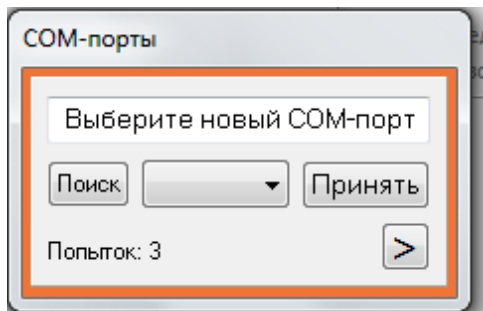 COM-порты
Выберите новый COM-порт
Поиск Принять
Попыток: 3 >